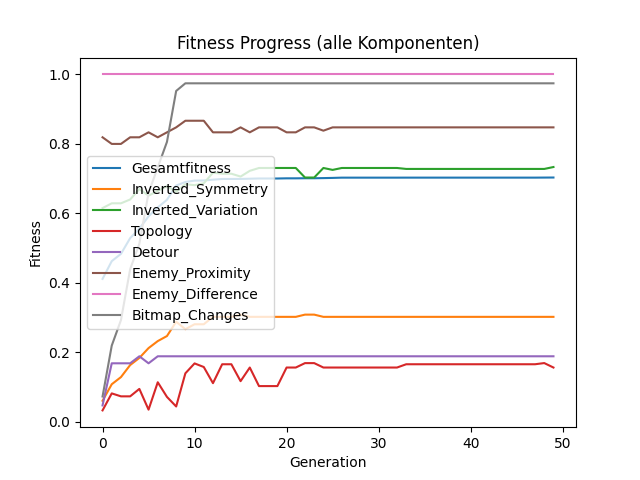 Fitness Progress (alle Komponenten)
1.0
0.8
0.6
0.4
0.2
0.0
Fitness
Gesamtfitness
Inverted_Symmetry
Inverted_Variation
Topology
Detour
Enemy_Proximity
Enemy_Difference
Bitmap_Changes
0 10 20 30 40 50
Generation